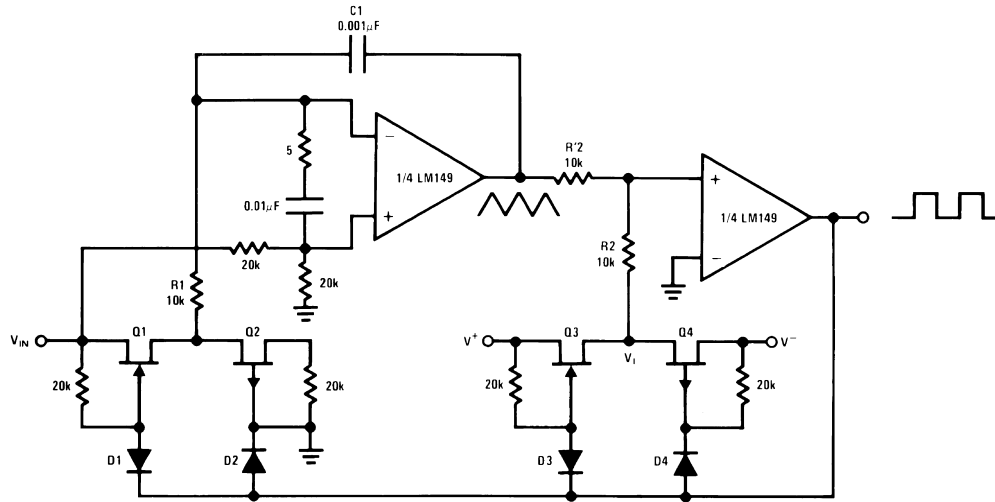 C1
0.001μF
5
0.01μF
−
+
1/4 LM149
R'2
10k
+
−
1/4 LM149
R2
10k
20k
20k
R1
10k
VIN
Q1
Q2
20k
20k
D1
D2
V+
Q3
VI
Q4
V−
20k
20k
D3
D4